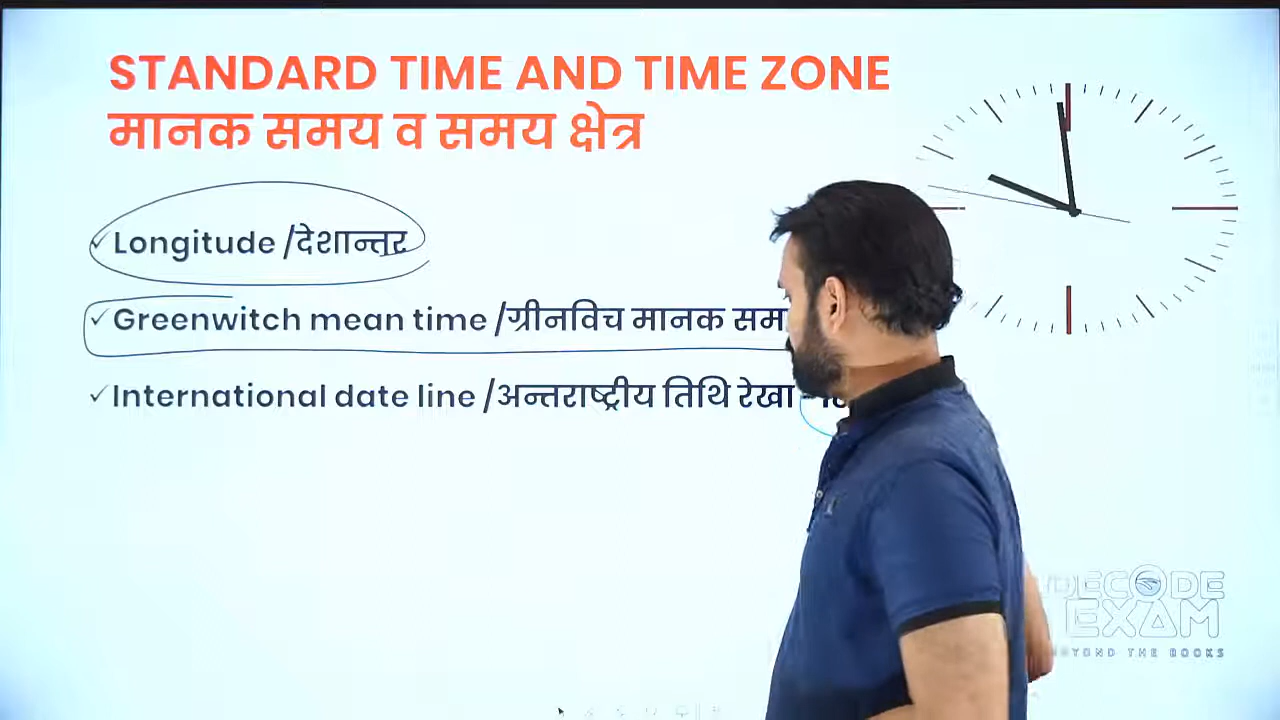 STANDARD TIME AND TIME ZONE
मानक समय व समय क्षेत्र
Longitude /देशान्तर
Greenwitch mean time /ग्रीनविच मानक
International date line /अन्तराष्ट्रीय तिथि रेखा
DECODE
EXAM
BEYOND THE BOOKS